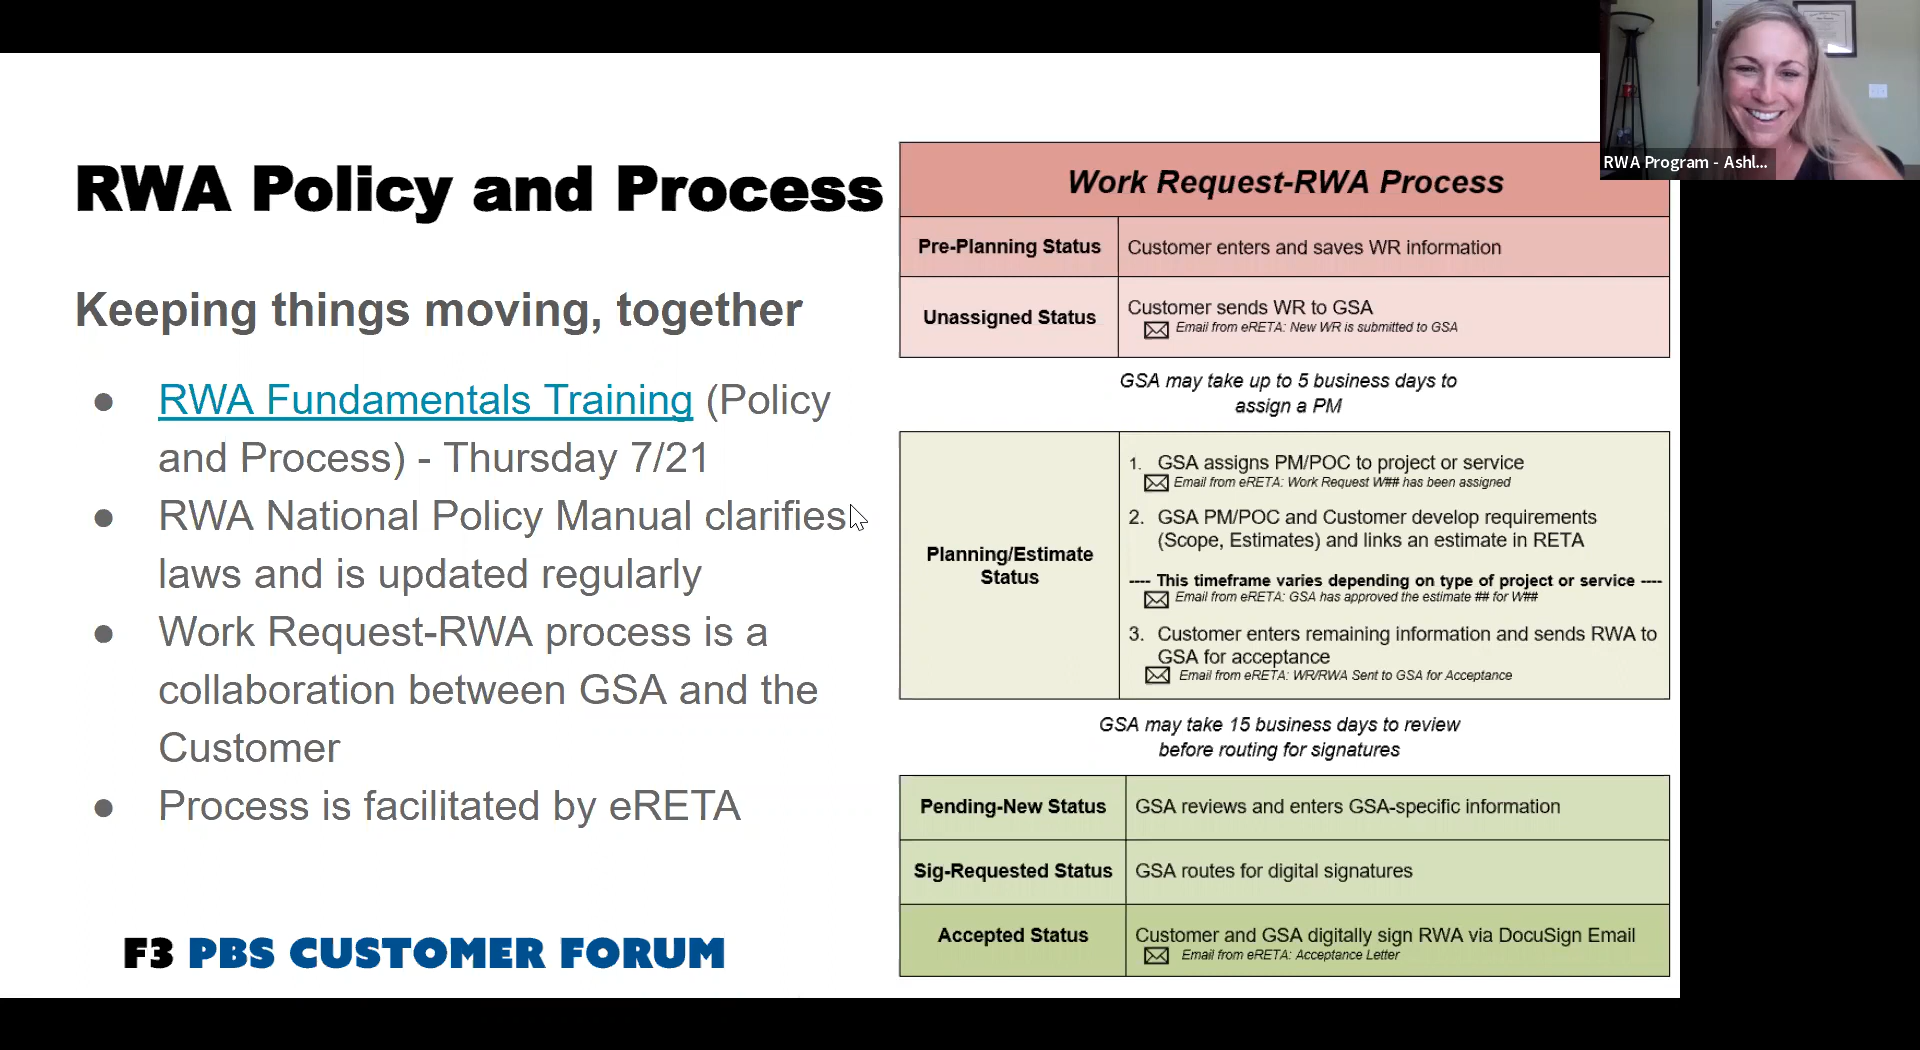 RWA Program - Ashl...
RWA Policy and Process
Keeping things moving, together
● RWA Fundamentals Training (Policy
and Process) - Thursday 7/21
● RWA National Policy Manual clarifies
laws and is updated regularly
● Work Request-RWA process is a
collaboration between GSA and the
Customer
● Process is facilitated by eRETA
F3 PBS CUSTOMER FORUM
Work Request-RWA Process
Pre-Planning Status
Customer enters and saves WR information
Unassigned Status
Customer sends WR to GSA
Email from eRETA: New WR is submitted to GSA
GSA may take up to 5 business days to
assign a PM
Planning/Estimate
Status
1. GSA assigns PM/POC to project or service
Email from eRETA: Work Request W## has been assigned
2. GSA PM/POC and Customer develop requirements
(Scope, Estimates) and links an estimate in RETA
---- This timeframe varies depending on type of project or service ----
Email from eRETA: GSA has approved the estimate ## for W##
3. Customer enters remaining information and sends RWA to
GSA for acceptance
Email from eRETA: WR/RWA Sent to GSA for Acceptance
GSA may take 15 business days to review
before routing for signatures
Pending-New Status
GSA reviews and enters GSA-specific information
Sig-Requested Status
GSA routes for digital signatures
Accepted Status
Customer and GSA digitally sign RWA via DocuSign Email
Email from eRETA: Acceptance Letter